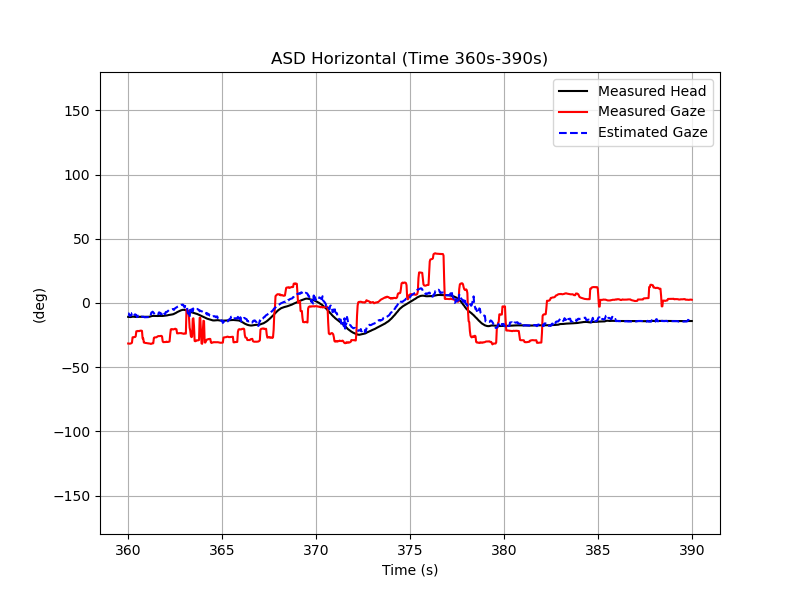 ASD Horizontal (Time 360s-390s)
Measured Head
Measured Gaze
Estimated Gaze
150
100
50
0
−50
−100
−150
(deg)
360 365 370 375 380 385 390
Time (s)